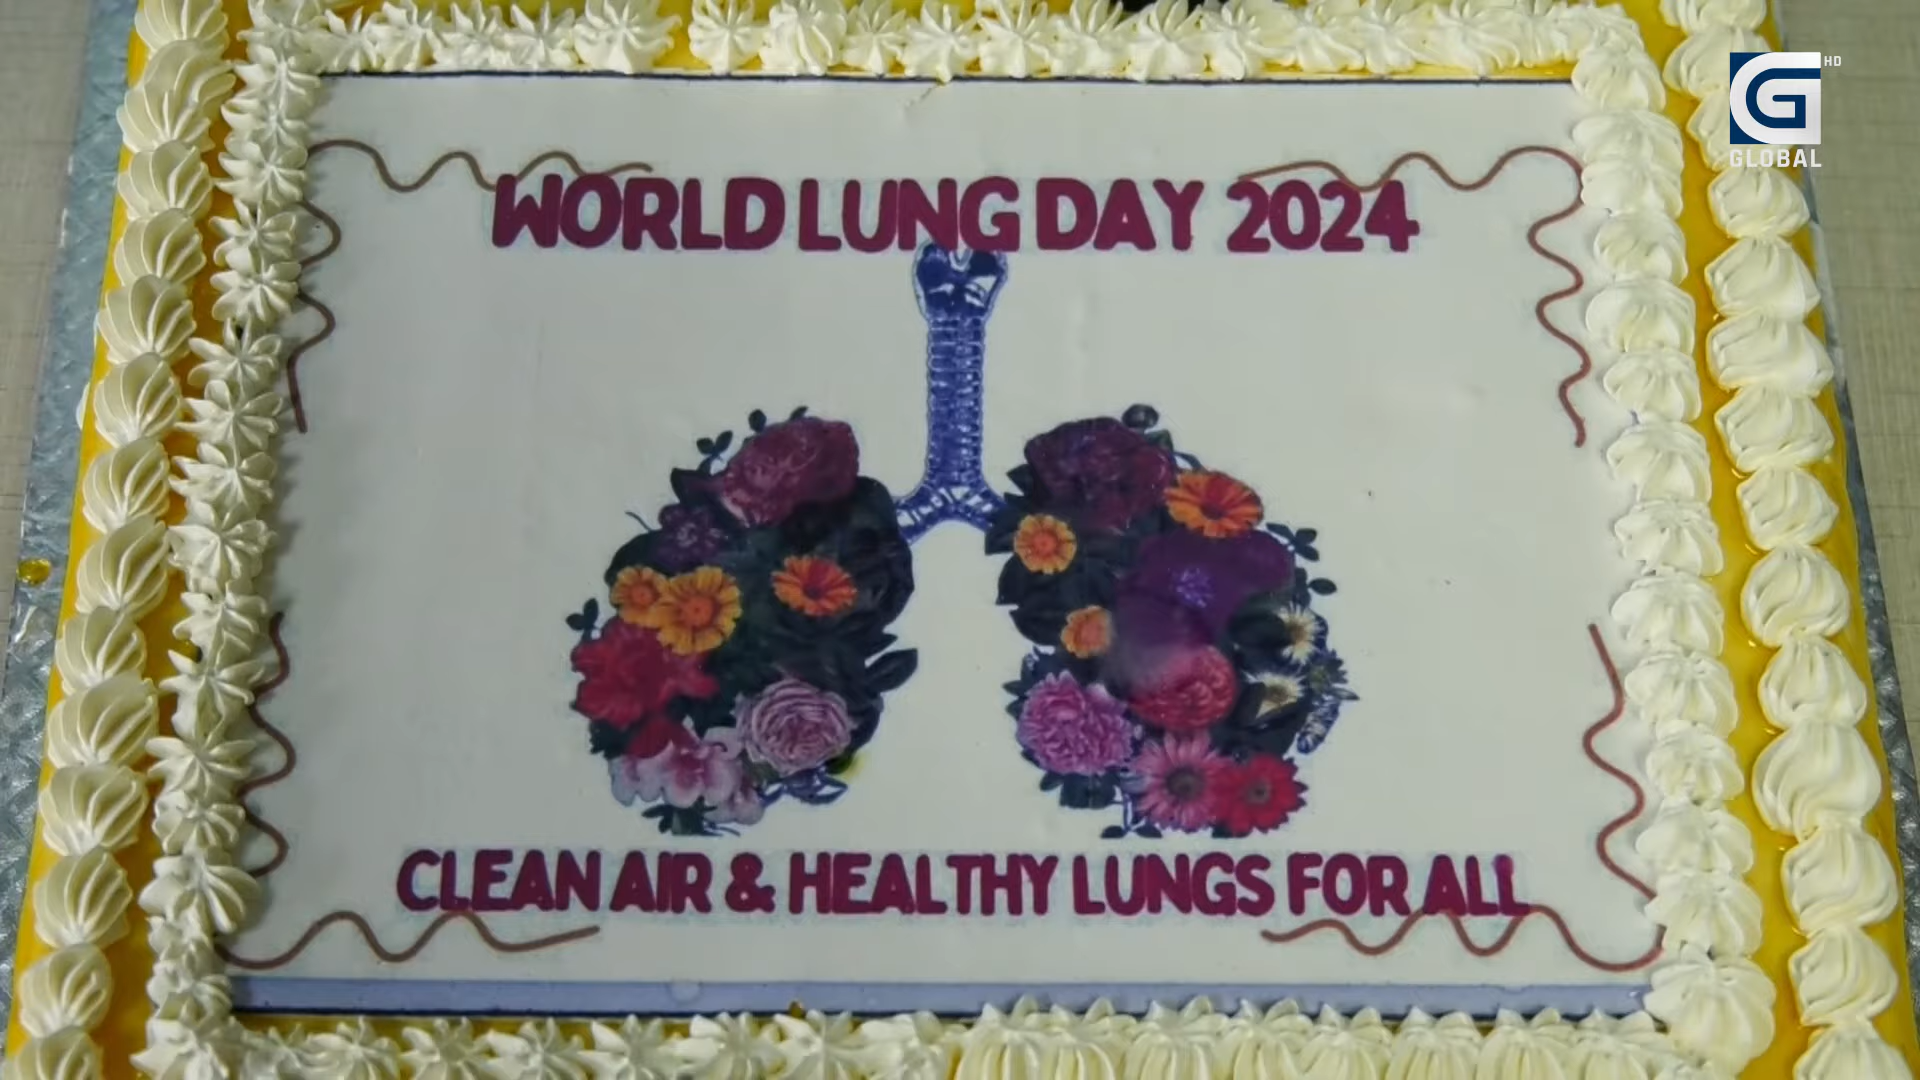 WORLD LUNG DAY 2024
CLEAN AIR & HEALTHY LUNGS FOR ALL
G HD
GLOBAL